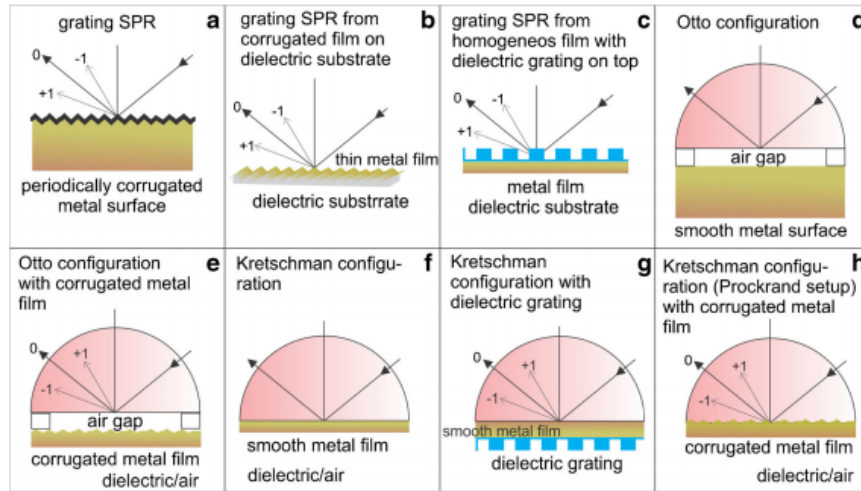 grating SPR
a
0
-1
+1
periodically corrugated
metal surface
grating SPR from
b
corrugated film on
dielectric substrate
0
-1
+1
thin metal film
dielectric substrrate
grating SPR from
c
homogeneos film with
dielectric grating on top
0
-1
+1
metal film
dielectric substrate
Otto configuration
d
air gap
smooth metal surface
Otto configuration
e
with corrugated metal
film
0
+1
-1
air gap
corrugated metal film
dielectric/air
Kretschman configu-
f
ration
smooth metal film
dielectric/air
Kretschman
g
configuration with
dielectric grating
0
+1
-1
smooth metal film
dielectric grating
h
Kretschman configu-
ration (Prockrand setup)
with corrugated metal
film
0
+1
-1
corrugated metal film
dielectric/air